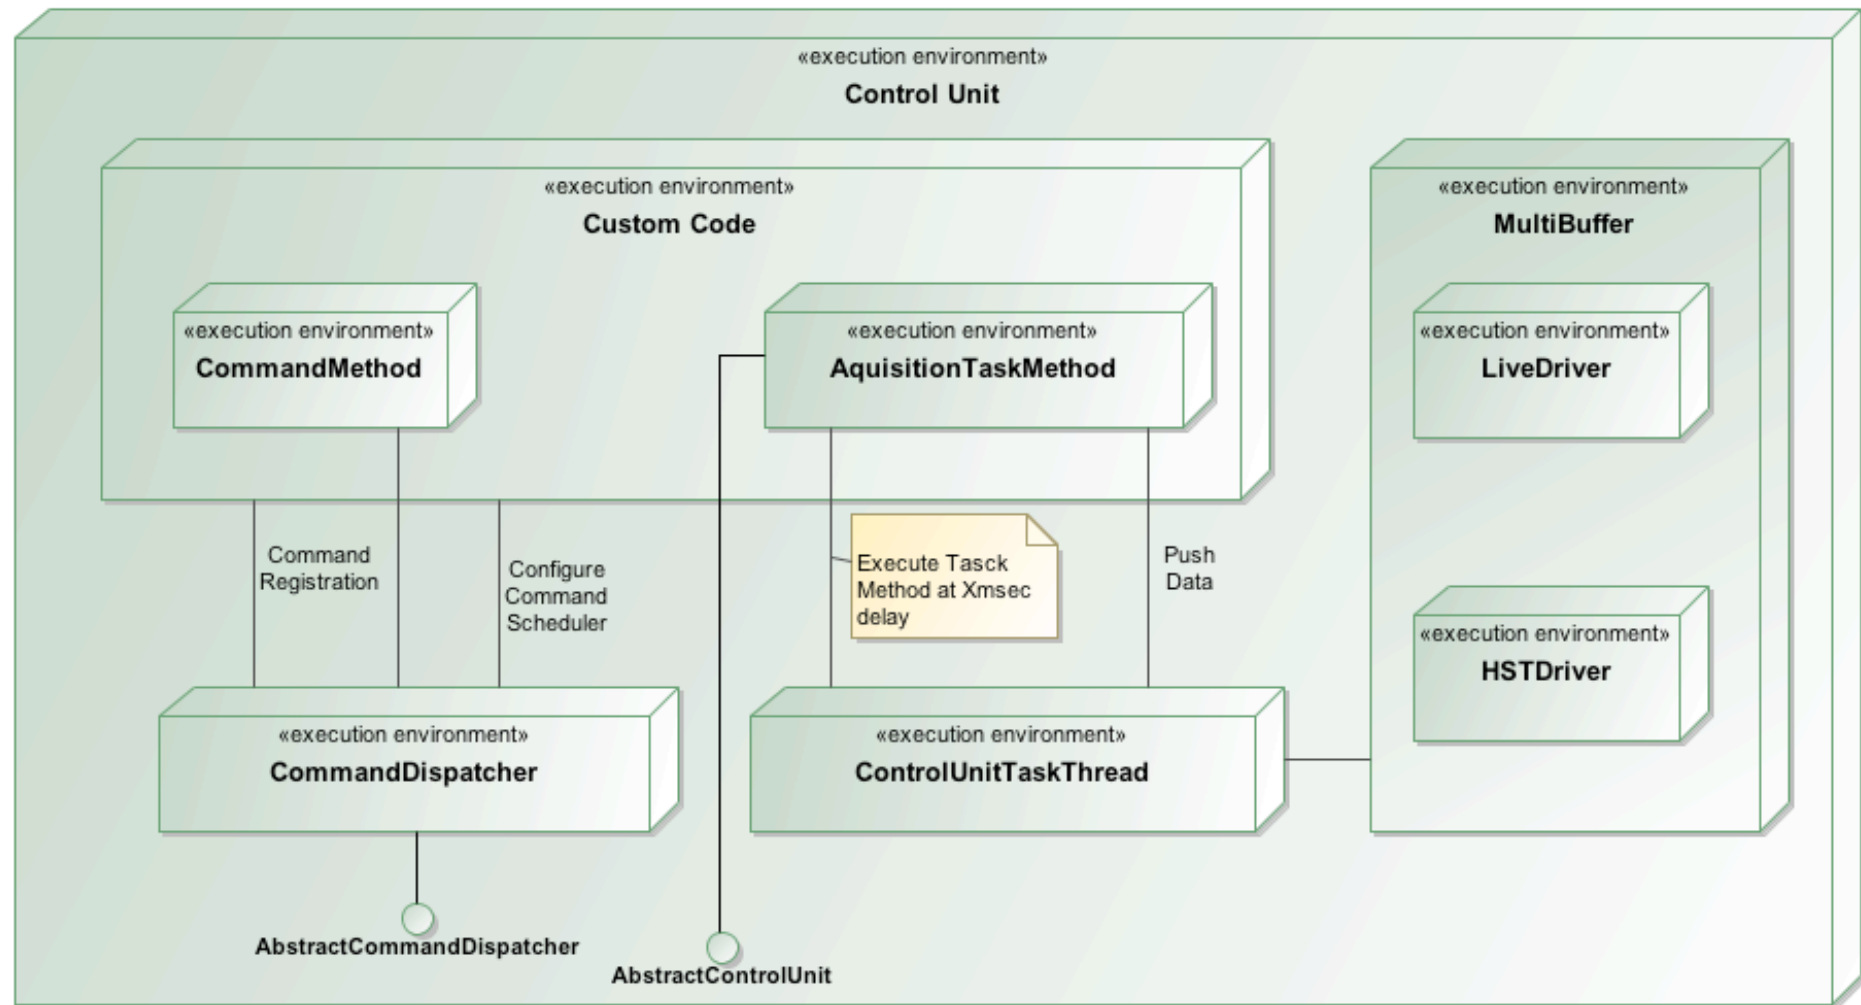 «execution environment»
Control Unit
«execution environment»
Custom Code
«execution environment»
CommandMethod
«execution environment»
AquisitionTaskMethod
«execution environment»
MultiBuffer
«execution environment»
LiveDriver
«execution environment»
HSTDriver
Command
Registration
Configure
Command
Scheduler
Execute Tasck
Method at Xmsec
delay
Push
Data
«execution environment»
CommandDispatcher
«execution environment»
ControlUnitTaskThread
AbstractCommandDispatcher
AbstractControlUnit